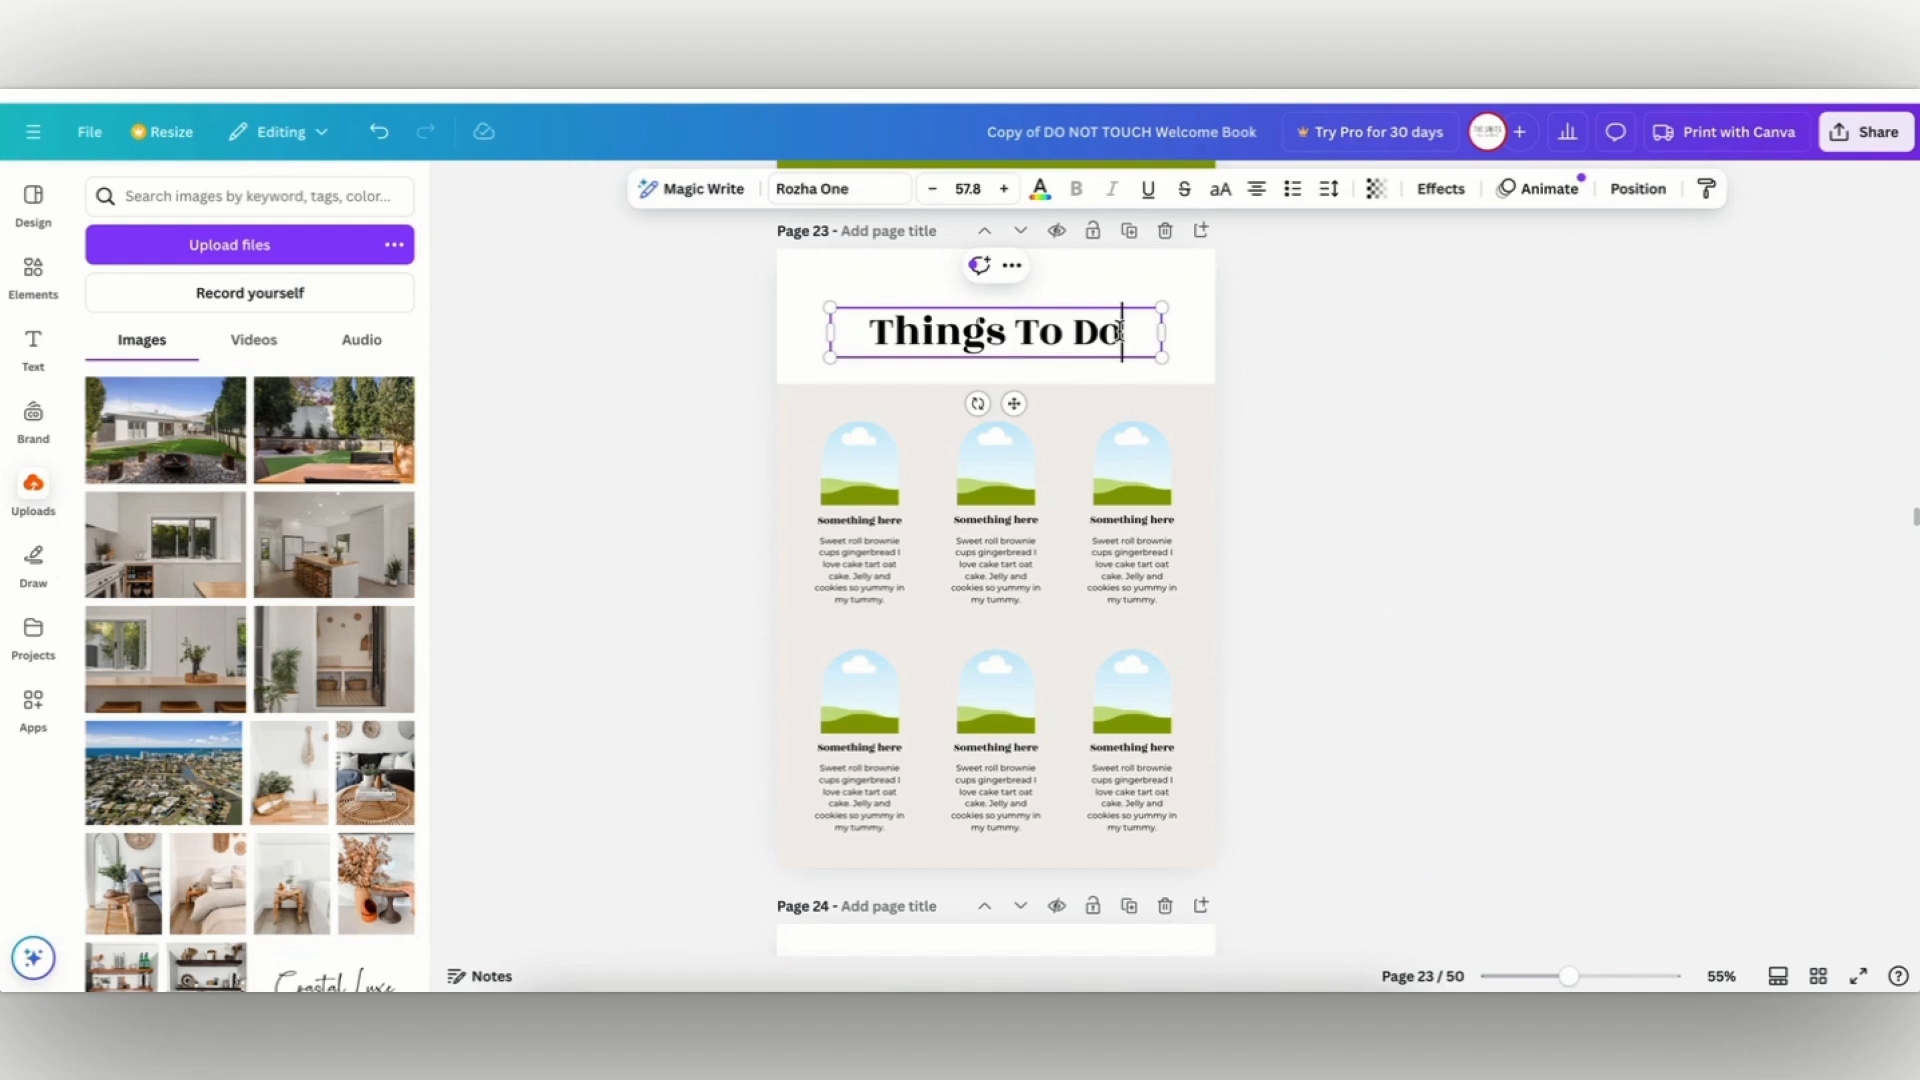 File
Resize
Editing
Copy of DO NOT TOUCH Welcome Book
Try Pro for 30 days
Print with Canva
Share
Design
Elements
Text
Brand
Uploads
Draw
Projects
Apps
Search images by keyword, tags, color...
Upload files
Record yourself
Images
Videos
Audio
Coastal Luxe
Magic Write
Rozha One
– 57.8 +
A B I U S aA
Effects
Animate
Position
Page 23 - Add page title
Things To Do
Something here
Sweet roll brownie
cups gingerbread I
love cake tart oat
cake. Jelly and
cookies so yummy in
my tummy.
Something here
Sweet roll brownie
cups gingerbread I
love cake tart oat
cake. Jelly and
cookies so yummy in
my tummy.
Something here
Sweet roll brownie
cups gingerbread I
love cake tart oat
cake. Jelly and
cookies so yummy in
my tummy.
Something here
Sweet roll brownie
cups gingerbread I
love cake tart oat
cake. Jelly and
cookies so yummy in
my tummy.
Something here
Sweet roll brownie
cups gingerbread I
love cake tart oat
cake. Jelly and
cookies so yummy in
my tummy.
Something here
Sweet roll brownie
cups gingerbread I
love cake tart oat
cake. Jelly and
cookies so yummy in
my tummy.
Page 24 - Add page title
Notes
Page 23 / 50
55%